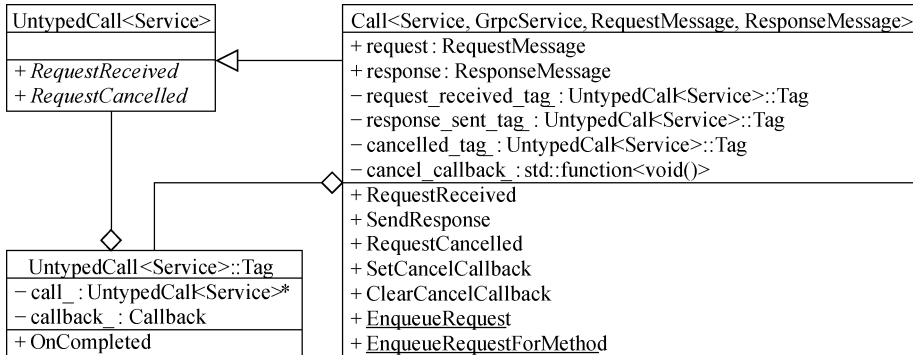 UntypedCall<Service>
+ RequestReceived
+ RequestCancelled
Call<Service, GrpcService, RequestMessage, ResponseMessage>
+ request : RequestMessage
+ response : ResponseMessage
− request_received_tag_ : UntypedCall<Service>::Tag
− response_sent_tag_ : UntypedCall<Service>::Tag
− cancelled_tag_ : UntypedCall<Service>::Tag
− cancel_callback_ : std::function<void()>
+ RequestReceived
+ SendResponse
+ RequestCancelled
+ SetCancelCallback
+ ClearCancelCallback
+ EnqueueRequest
+ EnqueueRequestForMethod
UntypedCall<Service>::Tag
− call_ : UntypedCall<Service>*
− callback_ : Callback
+ OnCompleted